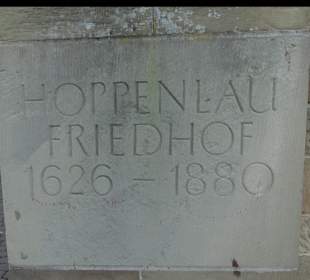 HOPPENLAU
FRIEDHOF
1626 – 1880